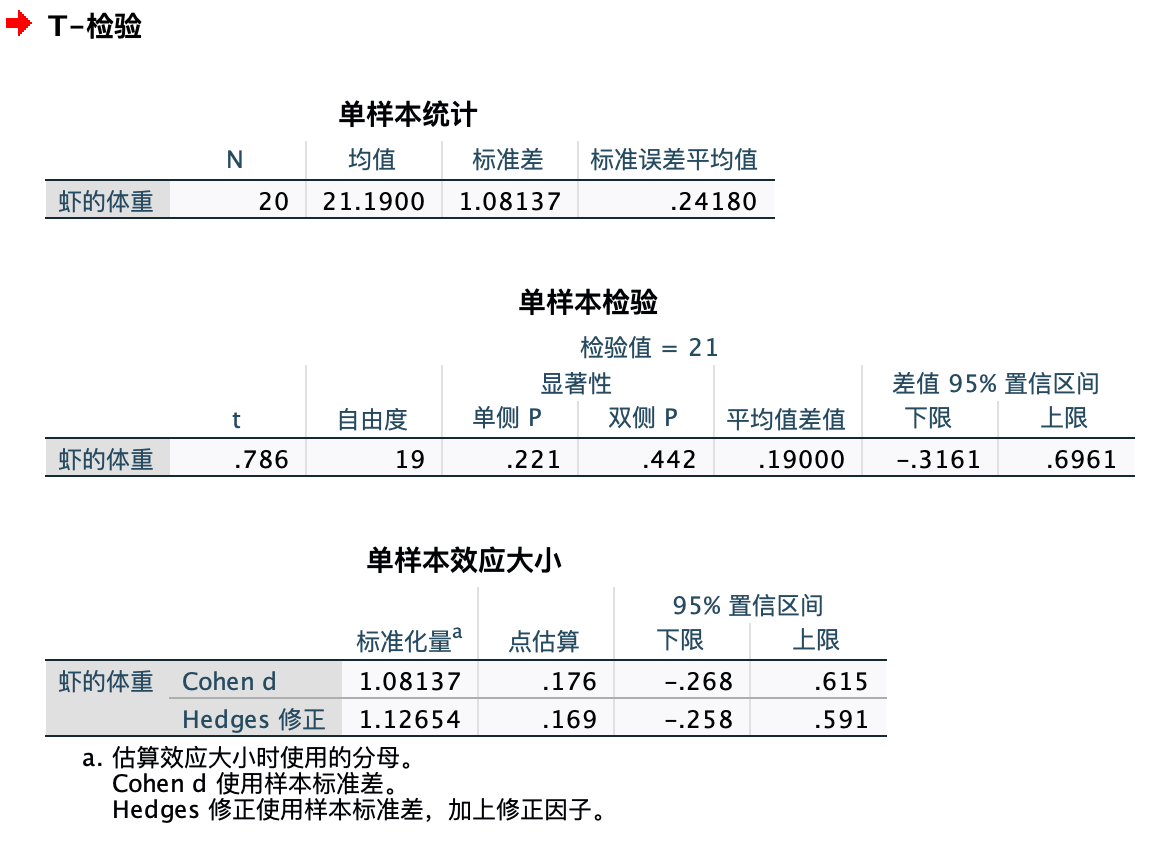 T-检验
单样本统计
N 均值 标准差 标准误差平均值
虾的体重 20 21.1900 1.08137 .24180
单样本检验
检验值 = 21
显著性 差值 95% 置信区间
t 自由度 单侧 P 双侧 P 平均值差值 下限 上限
虾的体重 .786 19 .221 .442 .19000 -.3161 .6961
单样本效应大小
95% 置信区间
标准化量a 点估算 下限 上限
虾的体重 Cohen d 1.08137 .176 -.268 .615
Hedges 修正 1.12654 .169 -.258 .591
a. 估算效应大小时使用的分母。
Cohen d 使用样本标准差。
Hedges 修正使用样本标准差，加上修正因子。